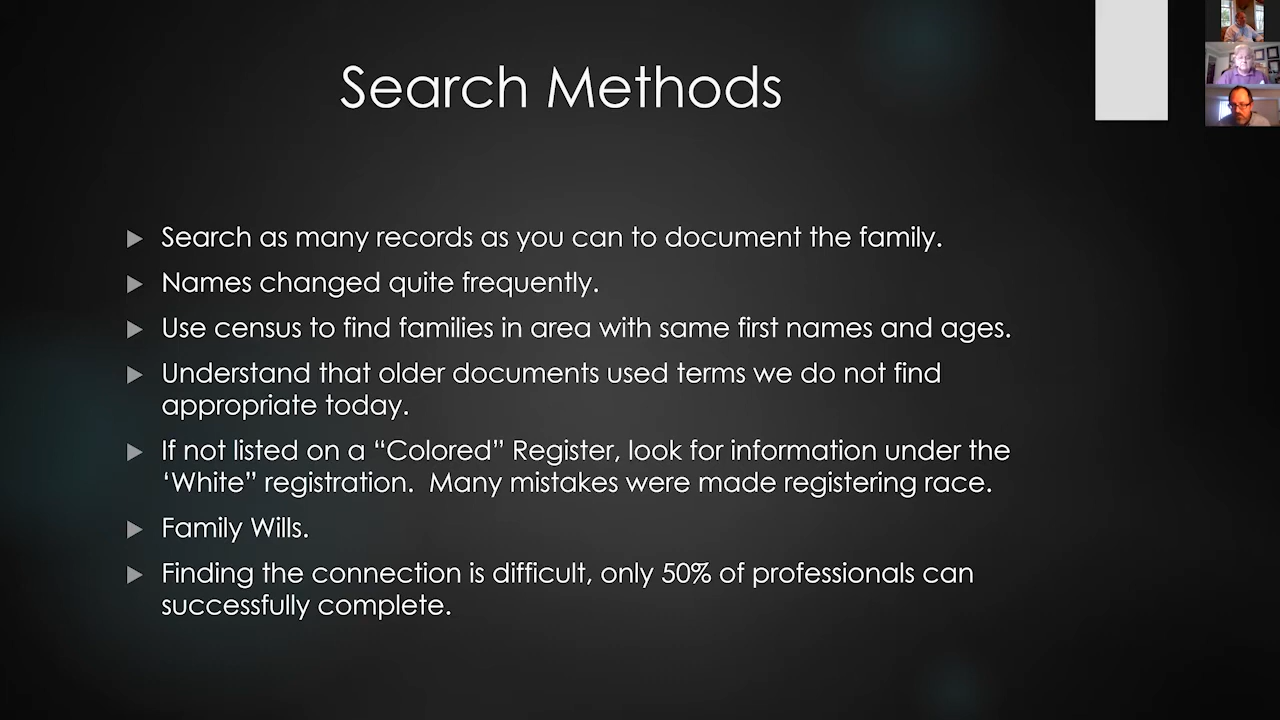 Search Methods
Search as many records as you can to document the family.
Names changed quite frequently.
Use census to find families in area with same first names and ages.
Understand that older documents used terms we do not find
appropriate today.
If not listed on a “Colored” Register, look for information under the
‘White” registration.  Many mistakes were made registering race.
Family Wills.
Finding the connection is difficult, only 50% of professionals can
successfully complete.